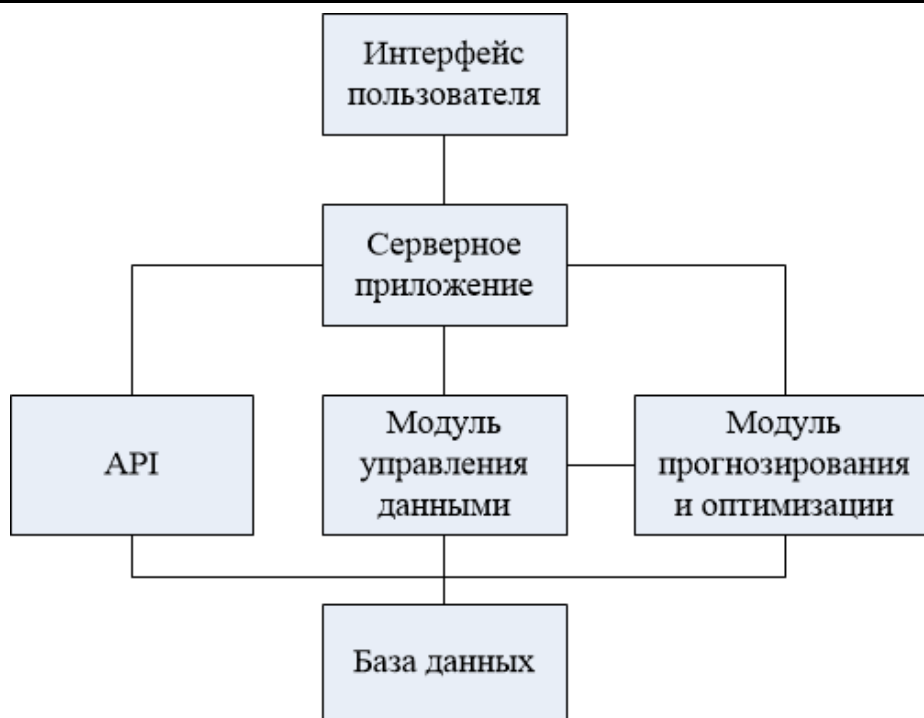 Интерфейс
пользователя
Серверное
приложение
API
Модуль
управления
данными
Модуль
прогнозирования
и оптимизации
База данных